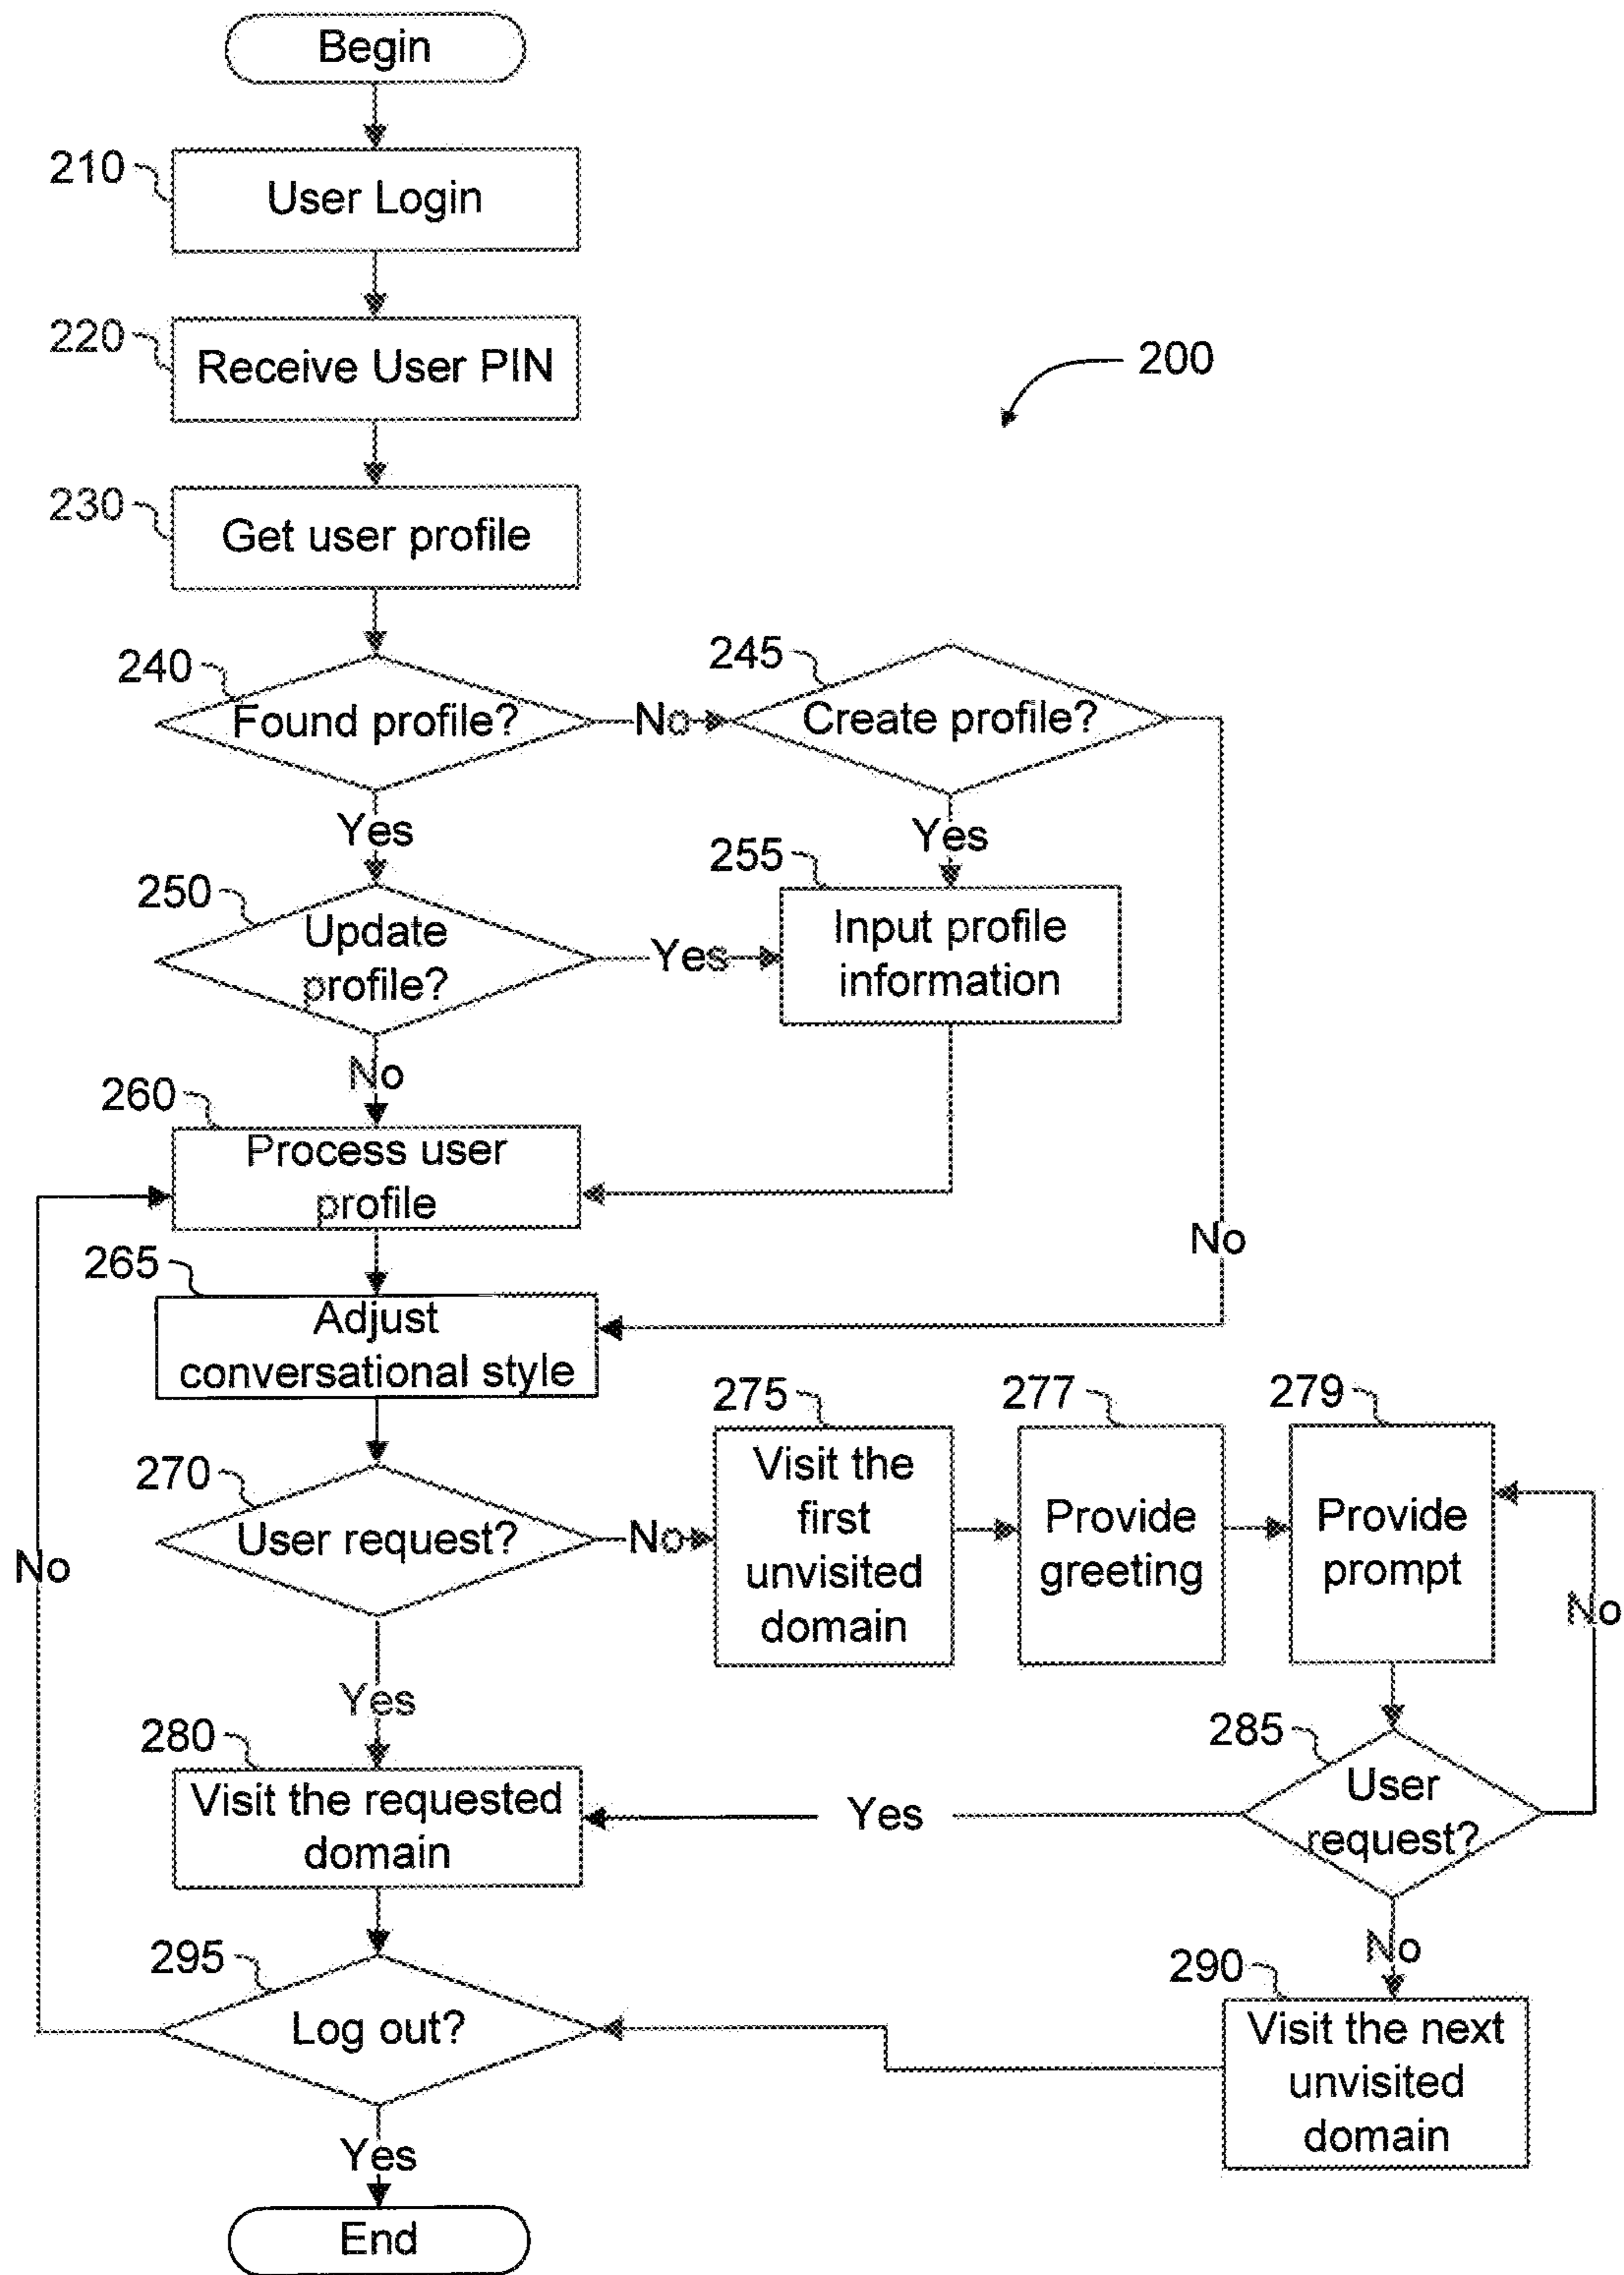 Begin
210
User Login
220
Receive User PIN
200
230
Get user profile
240
Found profile?
No
245
Create profile?
Yes
Yes
250
Update
profile?
Yes
255
Input profile
information
No
260
Process user
profile
No
265
Adjust
conversational style
270
User request?
No
275
Visit the
first
unvisited
domain
277
Provide
greeting
279
Provide
prompt
No
No
Yes
280
Visit the requested
domain
Yes
285
User
request?
No
295
Log out?
290
Visit the next
unvisited
domain
Yes
End